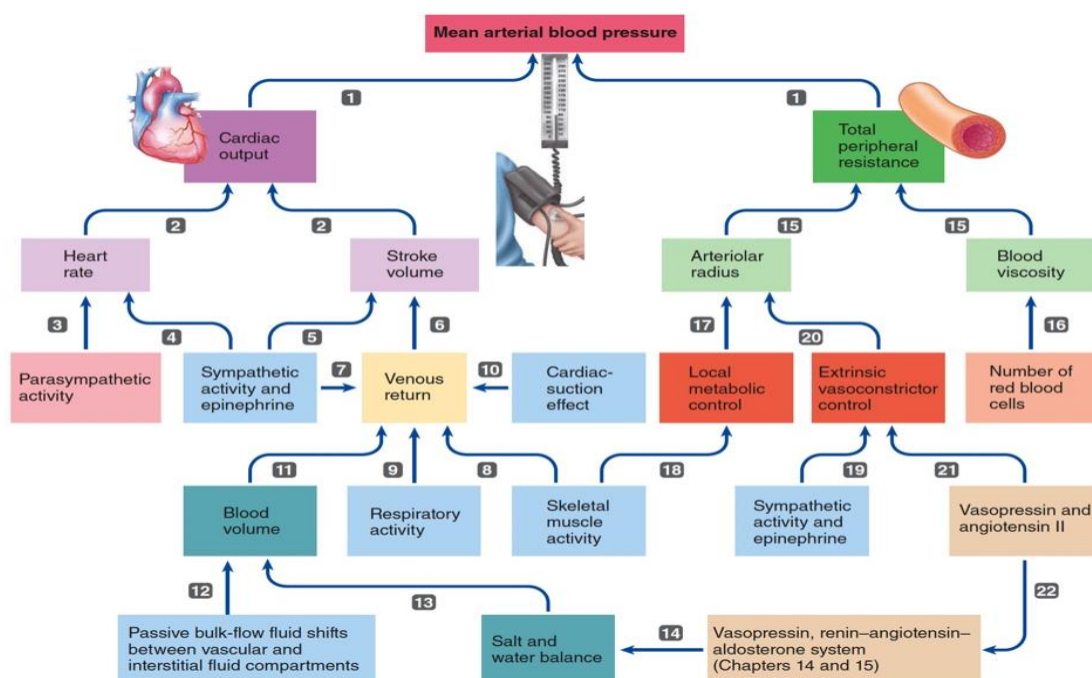 Mean arterial blood pressure
1
1
Cardiac
output
Total
peripheral
resistance
2
2
15
15
Heart
rate
Stroke
volume
Arteriolar
radius
Blood
viscosity
3
4
5
6
17
20
16
Parasympathetic
activity
Sympathetic
activity and
epinephrine
7
Venous
return
10
Cardiac-
suction
effect
Local
metabolic
control
Extrinsic
vasoconstrictor
control
Number of
red blood
cells
11
9
8
18
19
21
Blood
volume
Respiratory
activity
Skeletal
muscle
activity
Sympathetic
activity and
epinephrine
Vasopressin and
angiotensin II
12
13
22
Passive bulk-flow fluid shifts
between vascular and
interstitial fluid compartments
Salt and
water balance
14
Vasopressin, renin–angiotensin–
aldosterone system
(Chapters 14 and 15)